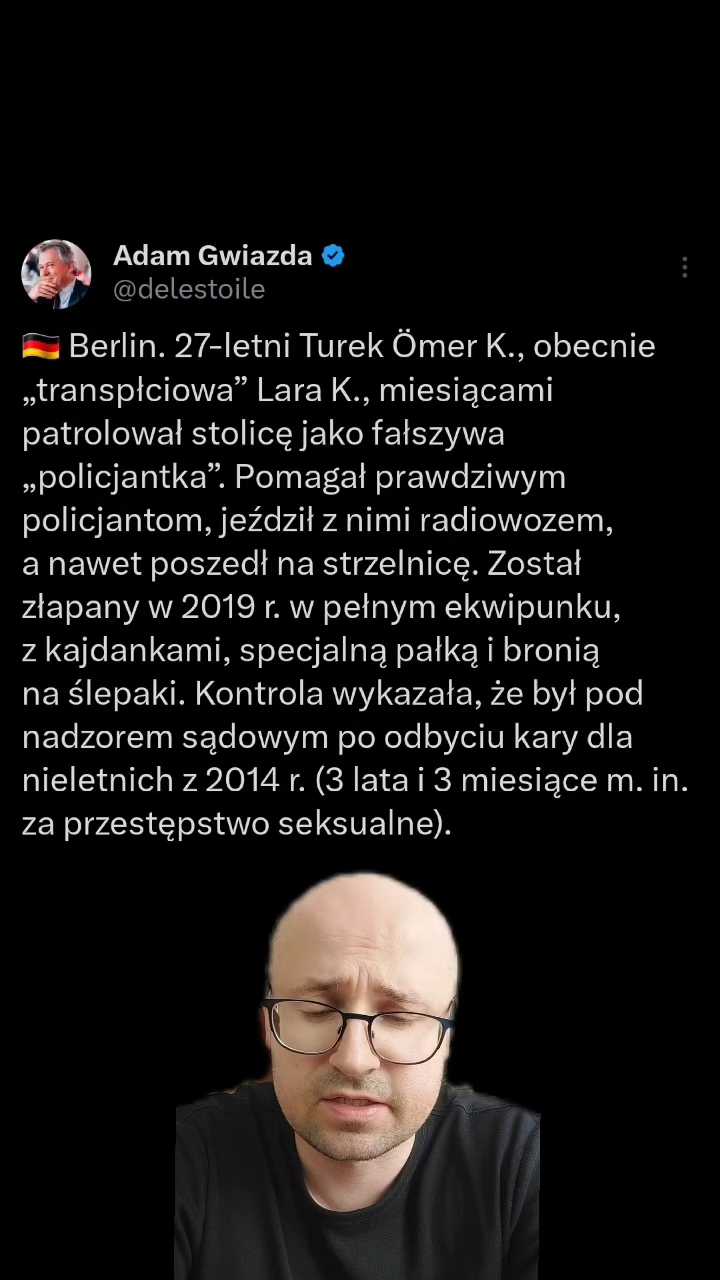 Adam Gwiazda
@delestoile
🇩🇪 Berlin. 27-letni Turek Ömer K., obecnie
„transpłciowa” Lara K., miesiącami
patrolował stolicę jako fałszywa
„policjantka”. Pomagał prawdziwym
policjantom, jeździł z nimi radiowozem,
a nawet poszedł na strzelnicę. Został
złapany w 2019 r. w pełnym ekwipunku,
z kajdankami, specjalną pałką i bronią
na ślepaki. Kontrola wykazała, że był pod
nadzorem sądowym po odbyciu kary dla
nieletnich z 2014 r. (3 lata i 3 miesiące m. in.
za przestępstwo seksualne).